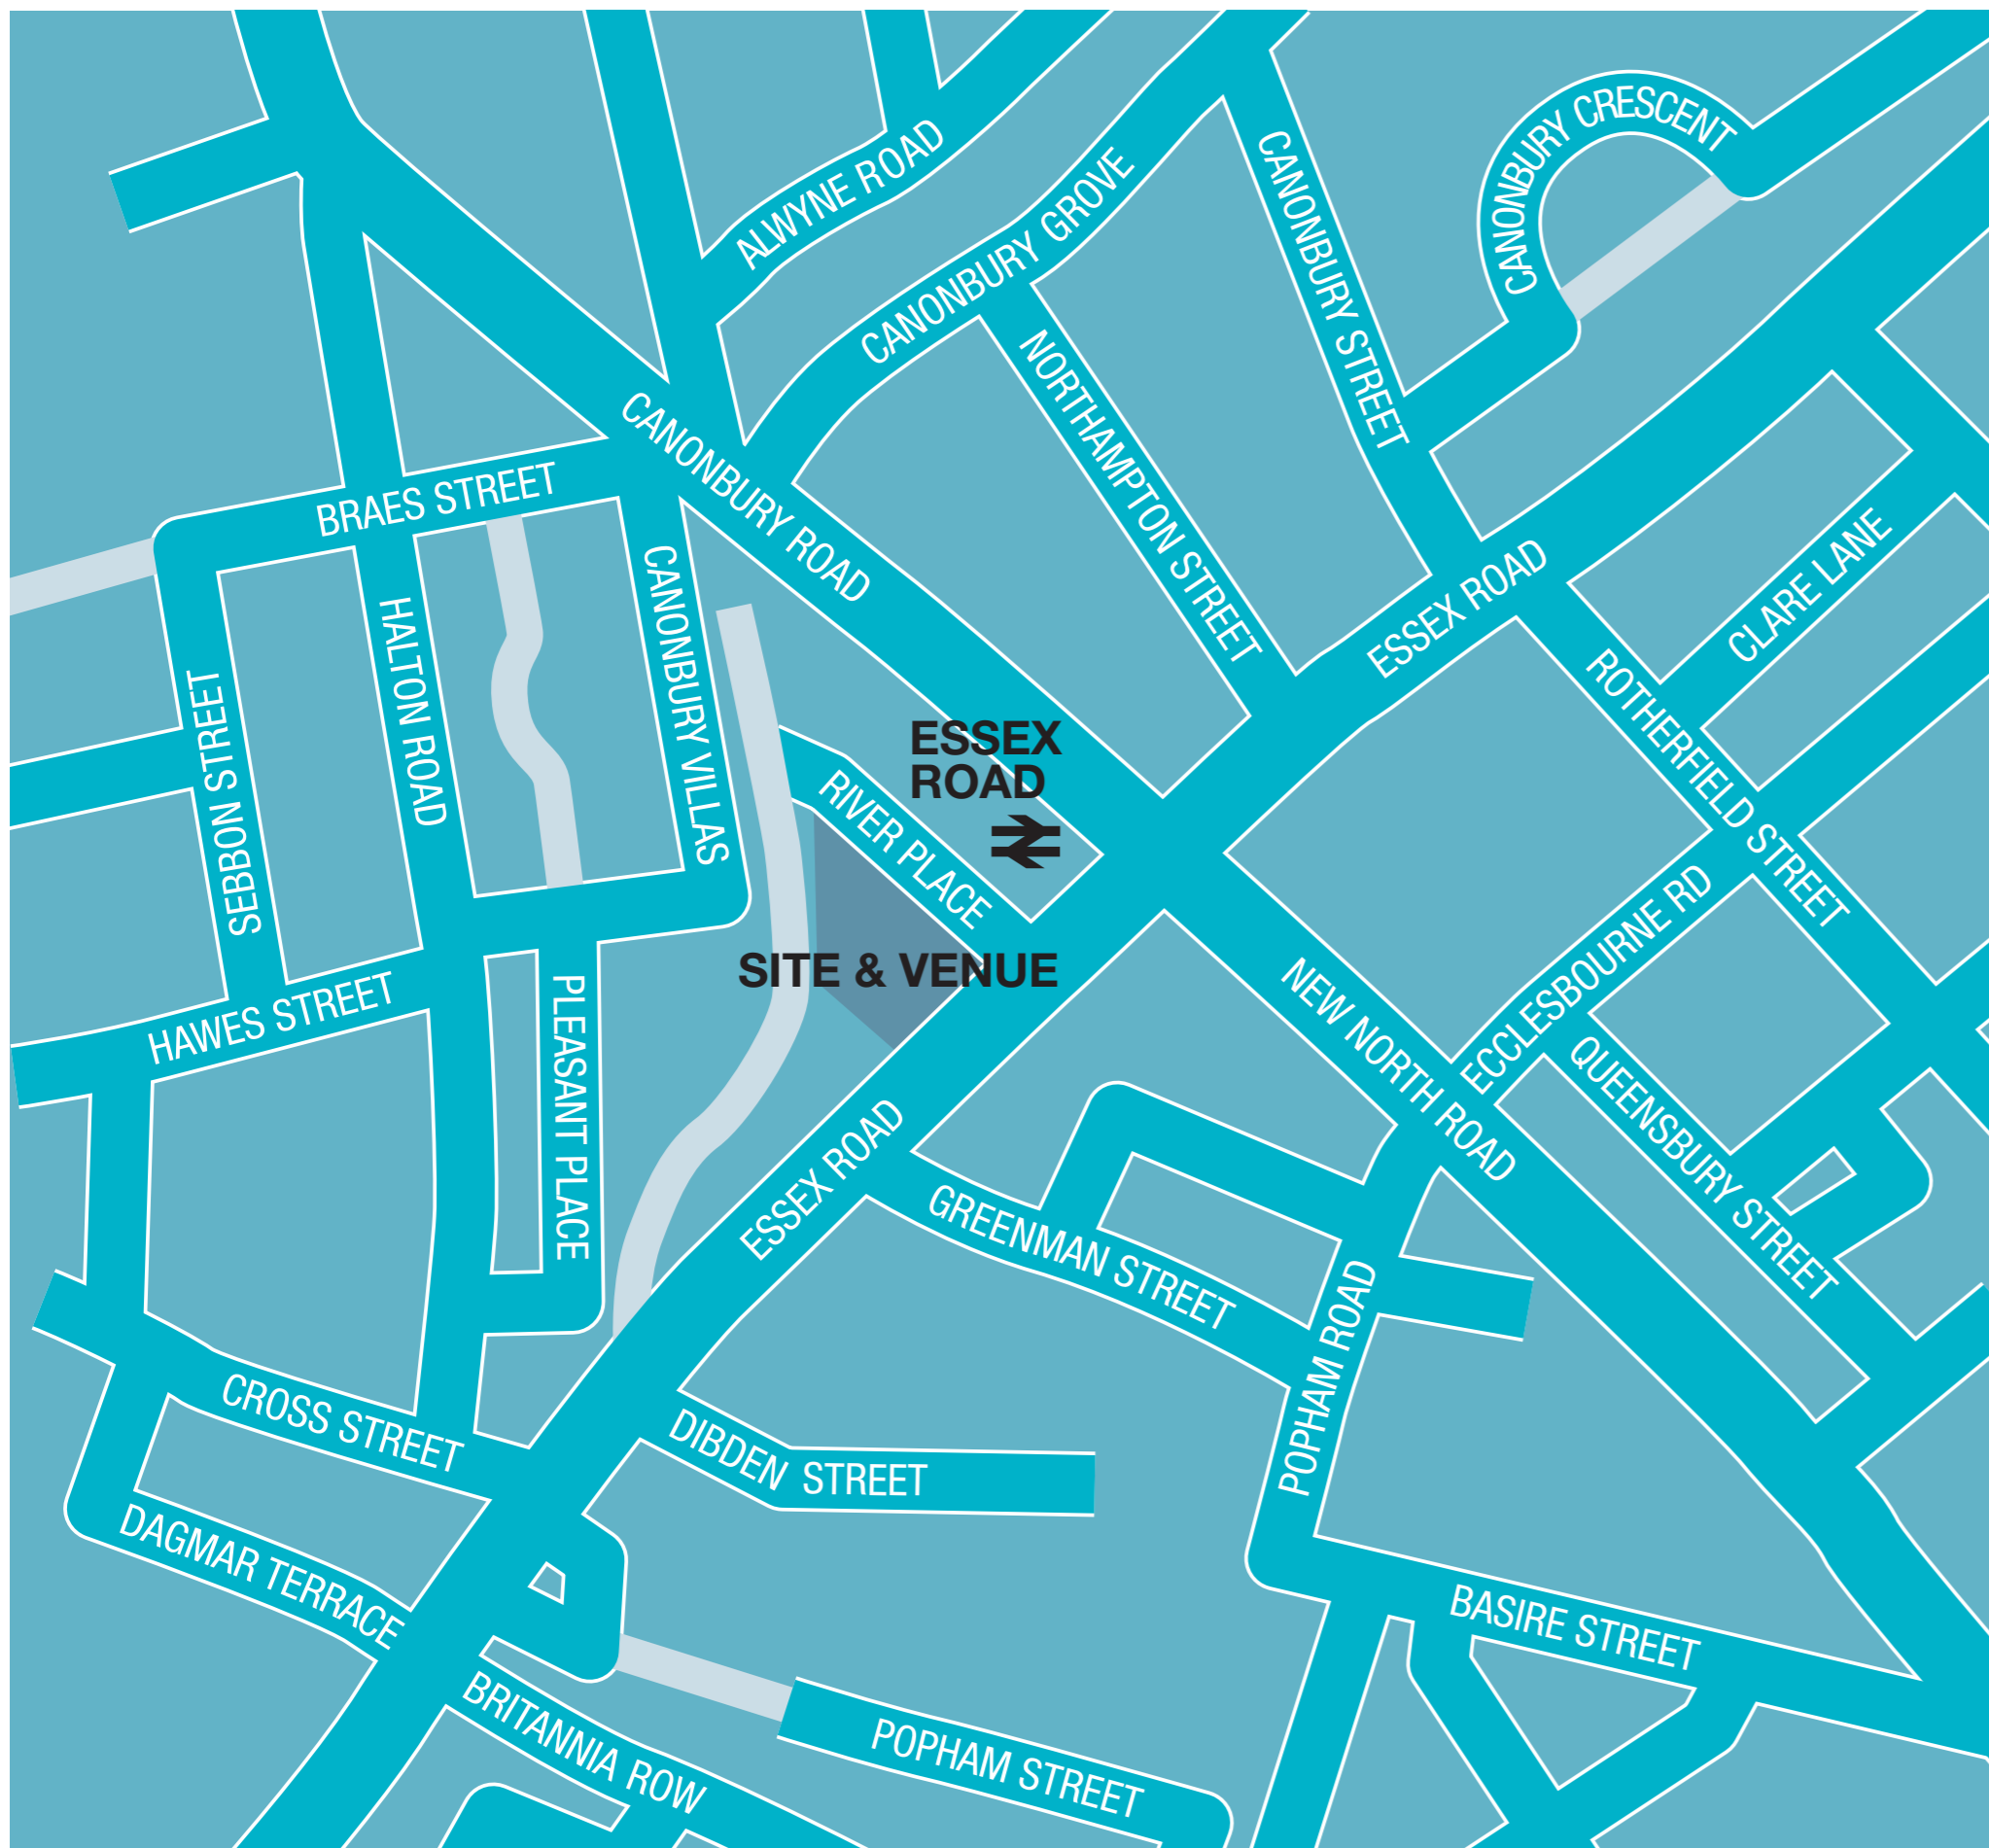 CANONBURY CRESCENT
ALWYNE ROAD
CANONBURY GROVE
CANONBURY STREET
NORTHAMPTON STREET
CANONBURY ROAD
BRAES STREET
CANONBURY VILLAS
HALTON ROAD
SEBBON STREET
ESSEX ROAD
CLARE LANE
ROTHERFIELD STREET
ESSEX
ROAD
RIVER PLACE
SITE & VENUE
ECCLESBOURNE RD
NEW NORTH ROAD
QUEENSBURY STREET
HAWES STREET
PLEASANT PLACE
ESSEX ROAD
GREENMAN STREET
POPHAM ROAD
CROSS STREET
DIBDEN STREET
DAGMAR TERRACE
BASIRE STREET
BRITANNIA ROW
POPHAM STREET